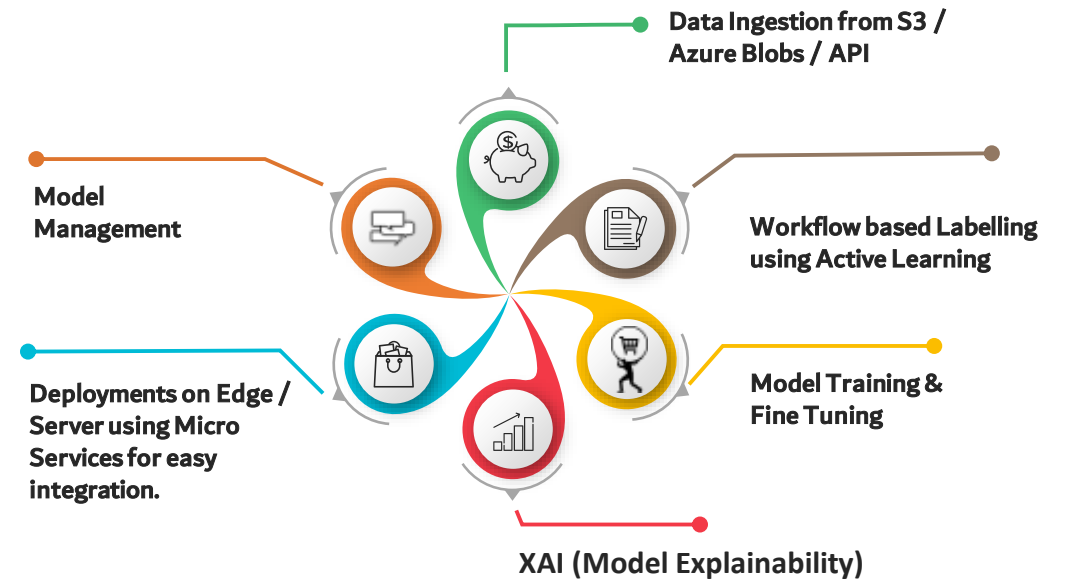 Data Ingestion from S3 /
Azure Blobs / API
Workflow based Labelling
using Active Learning
Model Training &
Fine Tuning
XAI (Model Explainability)
Deployments on Edge /
Server using Micro
Services for easy
integration.
Model
Management
$